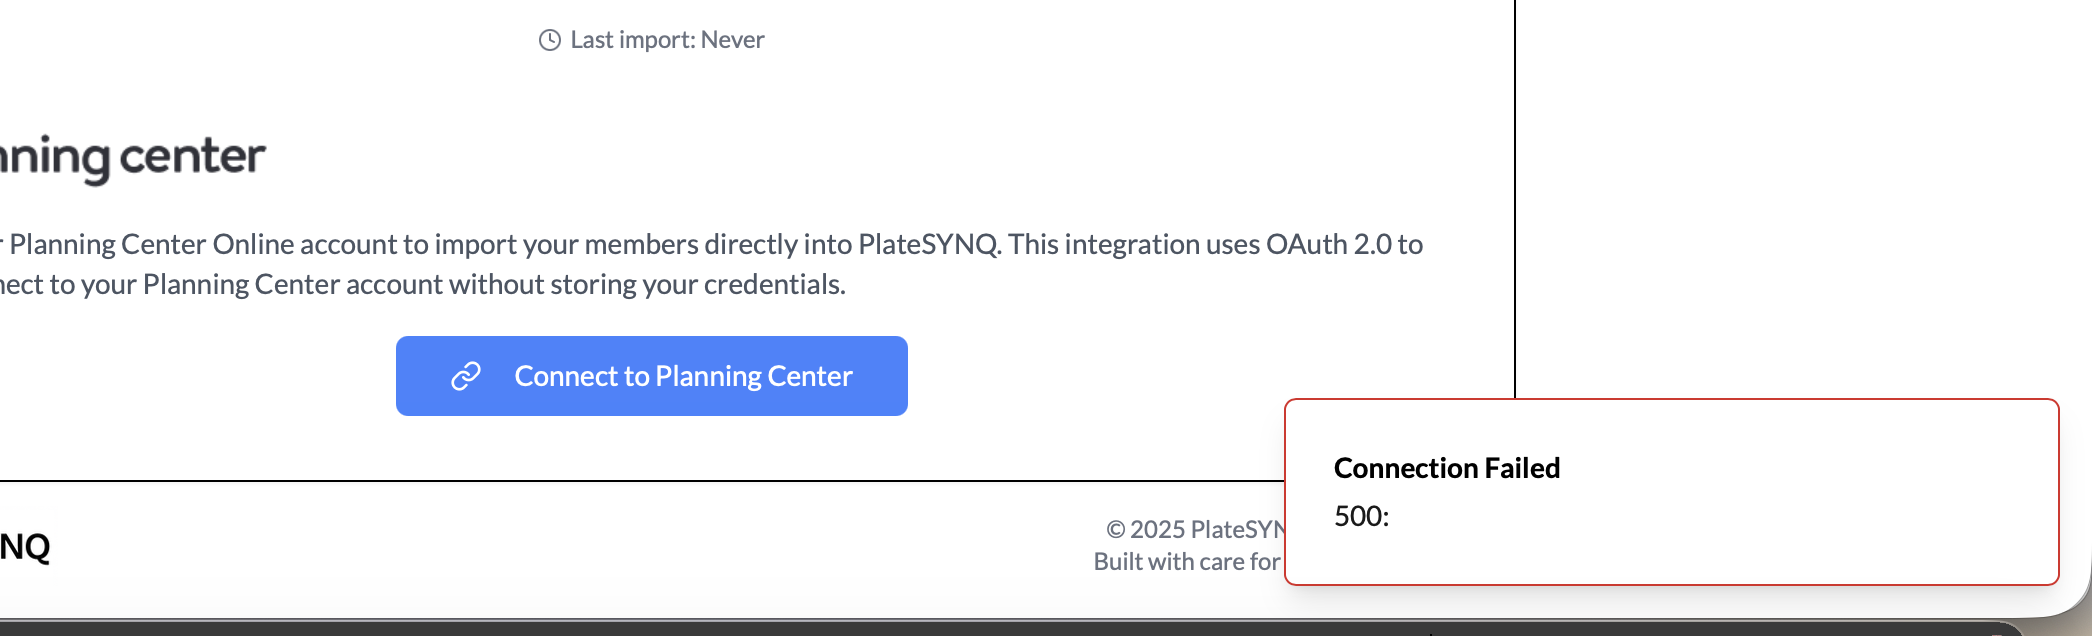 Last import: Never
nning center
Planning Center Online account to import your members directly into PlateSYNQ. This integration uses OAuth 2.0 to
nect to your Planning Center account without storing your credentials.
Connect to Planning Center
Connection Failed
500:
NQ
© 2025 PlateSYN
Built with care for